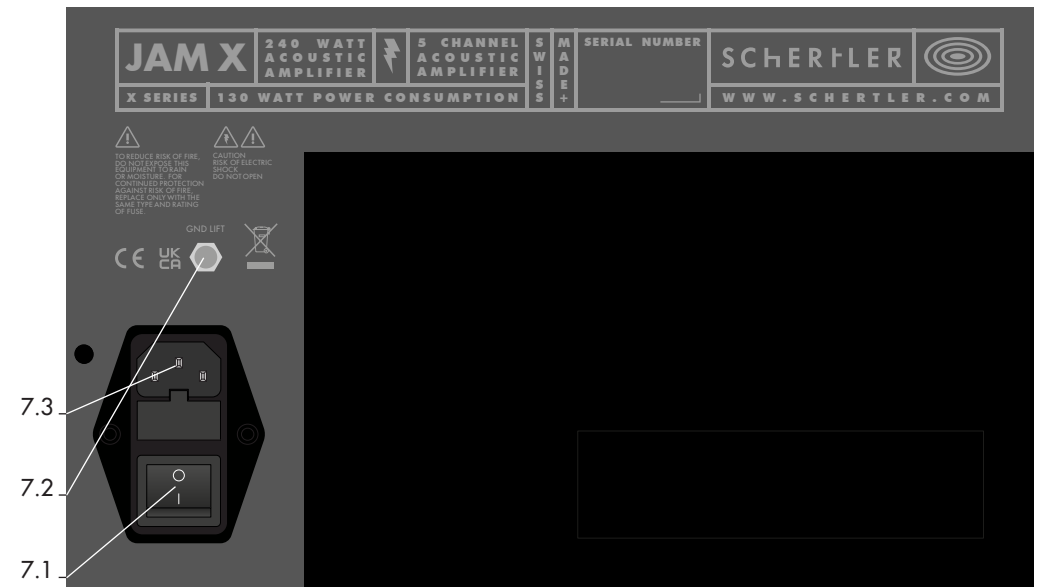 JAM X
240 WATT
ACOUSTIC
AMPLIFIER
5 CHANNEL
ACOUSTIC
AMPLIFIER
SWISS
MADE+
SERIAL NUMBER
SCHERTLER
X SERIES
130 WATT POWER CONSUMPTION
WWW.SCHERTLER.COM
TO REDUCE RISK OF FIRE,
DO NOT EXPOSE THIS
EQUIPMENT TO RAIN
OR MOISTURE. FOR
CONTINUED PROTECTION
AGAINST RISK OF FIRE,
REPLACE ONLY WITH THE
SAME TYPE AND RATING
OF FUSE.
CAUTION
RISK OF ELECTRIC
SHOCK
DO NOT OPEN
GND LIFT
CE
UK
CA
7.3
7.2
7.1
O
I